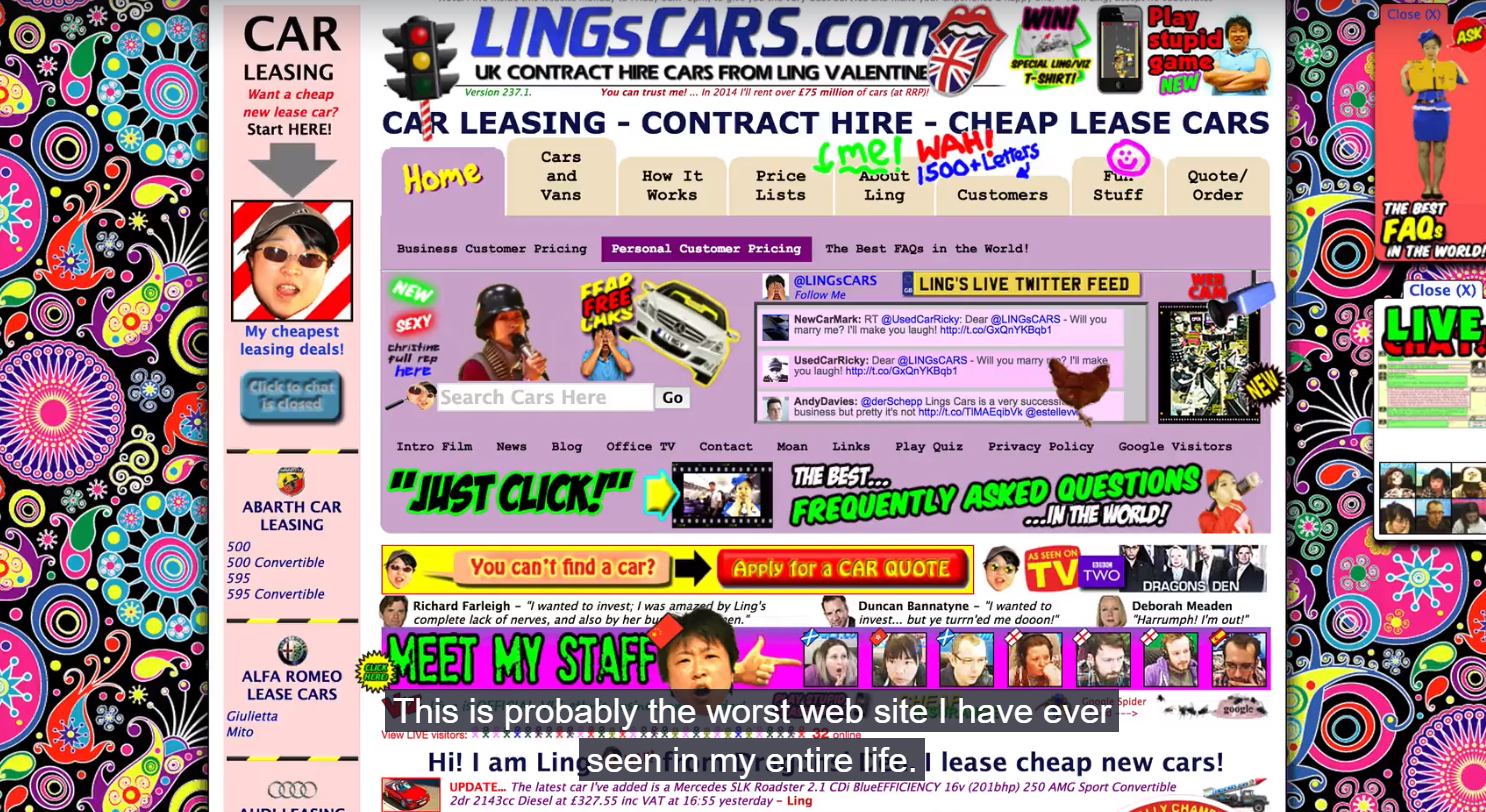 CAR
LEASING
Want a cheap
new lease car?
Start HERE!
My cheapest
leasing deals!
Click to chat
is closed
ABARTH CAR
LEASING
500
500 Convertible
595
595 Convertible
ALFA ROMEO
LEASE CARS
Giulietta
Mito
LINGsCARS.com
UK CONTRACT HIRE CARS FROM LING VALENTINE
Version 237.1.
You can trust me! ... In 2014 I'll rent over £75 million of cars (at RRP)!
WIN!
SPECIAL LING/VIZ
T-SHIRT!
Play
stupid
game
NEW
CAR LEASING - CONTRACT HIRE - CHEAP LEASE CARS
me! WAH!
1500+Letters
Home
Cars
and
Vans
How It
Works
Price
Lists
About
Ling
Customers
Fun
Stuff
Quote/
Order
Business Customer Pricing
Personal Customer Pricing
The Best FAQs in the World!
NEW
SEXY
christine
full rep
here
FEAR
FREE
LINKS
@LINGsCARS
Follow Me
GB
LING'S LIVE TWITTER FEED
WEB
CAM
NewCarMark: RT @UsedCarRicky: Dear @LINGsCARS - Will you
marry me? I'll make you laugh! http://t.co/GxQnYKBqb1
UsedCarRicky: Dear @LINGsCARS - Will you marry me? I'll make
you laugh! http://t.co/GxQnYKBqb1
AndyDavies: @derSchepp Lings Cars is a very
business but pretty it's not http://t.co/TlMAEqibVk
NEW
Search Cars Here
Go
Intro Film News Blog Office TV Contact Moan Links Play Quiz Privacy Policy Google Visitors
"JUST CLICK!"
THE BEST...
FREQUENTLY ASKED QUESTIONS
...IN THE WORLD!
You can't find a car?
Apply for a CAR QUOTE
AS SEEN ON
TV
BBC
TWO
DRAGONS DEN
Richard Farleigh - "I wanted to invest; I was amazed by Ling's
complete lack of nerves, and also by her
Duncan Bannatyne - "I wanted to
invest... but ye turrn'ed me dooon!"
Deborah Meaden
"Harrumph! I'm out!"
CLICK
HERE!
MEET MY STAFF
Google Spider
--->
google
This is probably the worst web site I have ever
seen in my entire life.
View LIVE visitors:
32 online
Hi! I am Ling
I lease cheap new cars!
UPDATE... The latest car I've added is a Mercedes SLK Roadster 2.1 CDi BlueEFFICIENCY 16v (201bhp) 250 AMG Sport Convertible
2dr 2143cc Diesel at £327.55 inc VAT at 16:55 yesterday - Ling
Close (X)
ASK
THE BEST
FAQs
IN THE WORLD!
Close (X)
LIVE
CHAT!